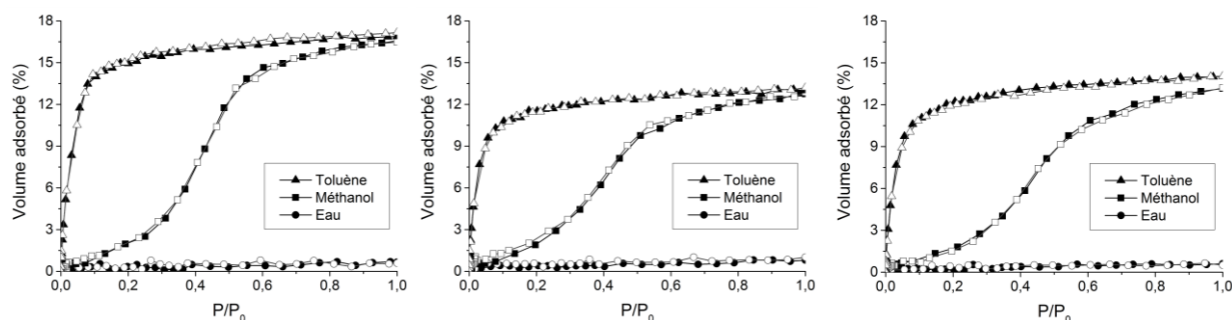 Volume adsorbé (%)
18
15
12
9
6
3
0
0,0 0,2 0,4 0,6 0,8 1,0
P/P0
Toluène
Méthanol
Eau
Volume adsorbé (%)
18
15
12
9
6
3
0
0,0 0,2 0,4 0,6 0,8 1,0
P/P0
Toluène
Méthanol
Eau
Volume adsorbé (%)
18
15
12
9
6
3
0
0,0 0,2 0,4 0,6 0,8 1,0
P/P0
Toluène
Méthanol
Eau